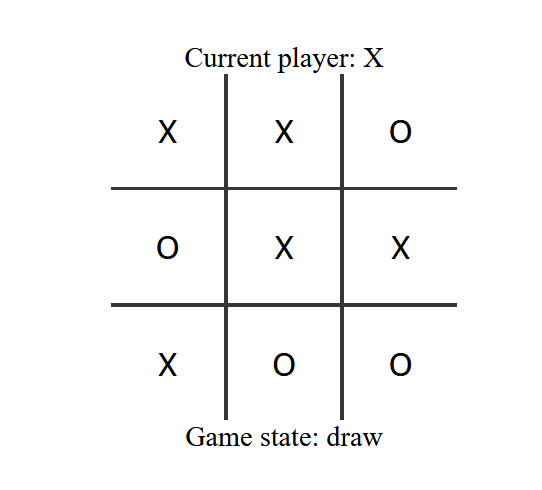 Current player: X
X X O
O X X
X O O
Game state: draw